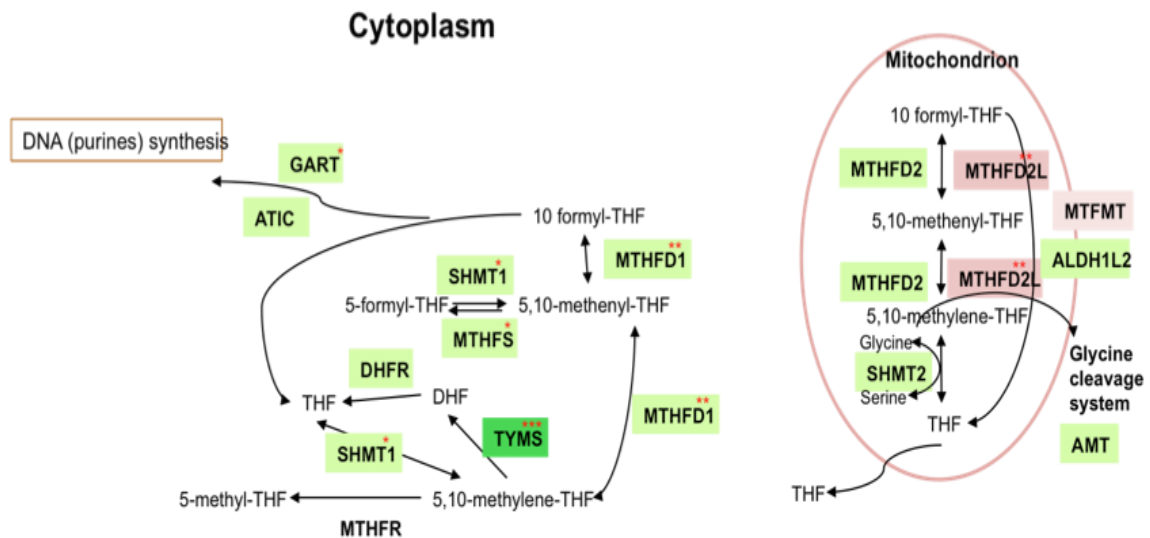 Cytoplasm
DNA (purines) synthesis
GART*
ATIC
10 formyl-THF
MTHFD1**
SHMT1*
5-formyl-THF
5,10-methenyl-THF
MTHFS*
DHFR
THF
DHF
MTHFD1**
TYMS***
SHMT1*
5-methyl-THF
5,10-methylene-THF
MTHFR
Mitochondrion
10 formyl-THF
MTHFD2
MTHFD2L**
MTFMT
5,10-methenyl-THF
ALDH1L2
MTHFD2
MTHFD2L**
5,10-methylene-THF
Glycine
SHMT2
Serine
Glycine
cleavage
system
THF
AMT
THF